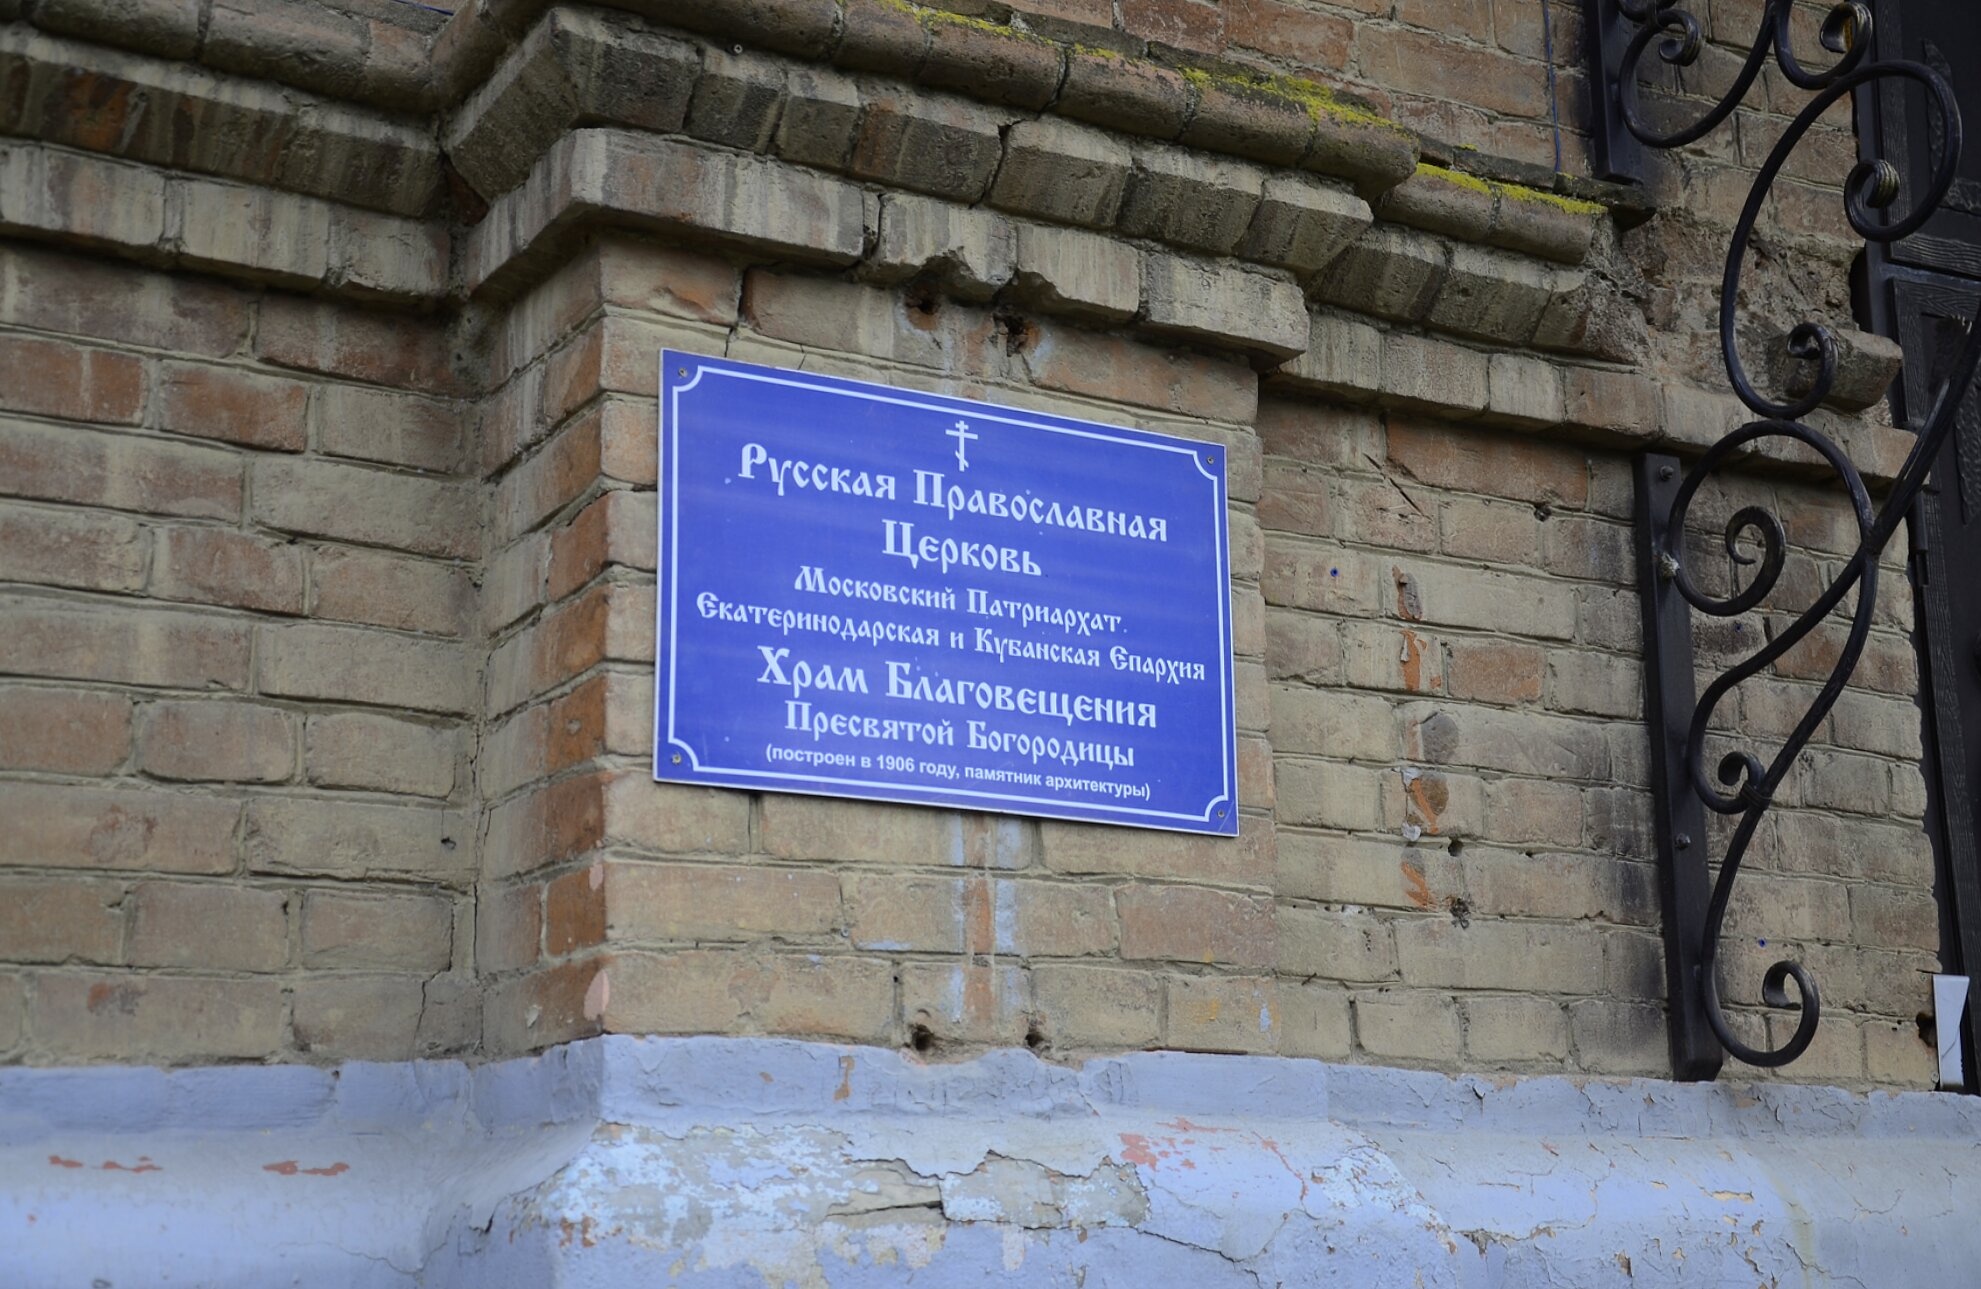 Русская Православная
Церковь
Московский Патриархат.
Екатеринодарская и Кубанская Епархия
Храм Благовещения
Пресвятой Богородицы
(построен в 1906 году, памятник архитектуры)